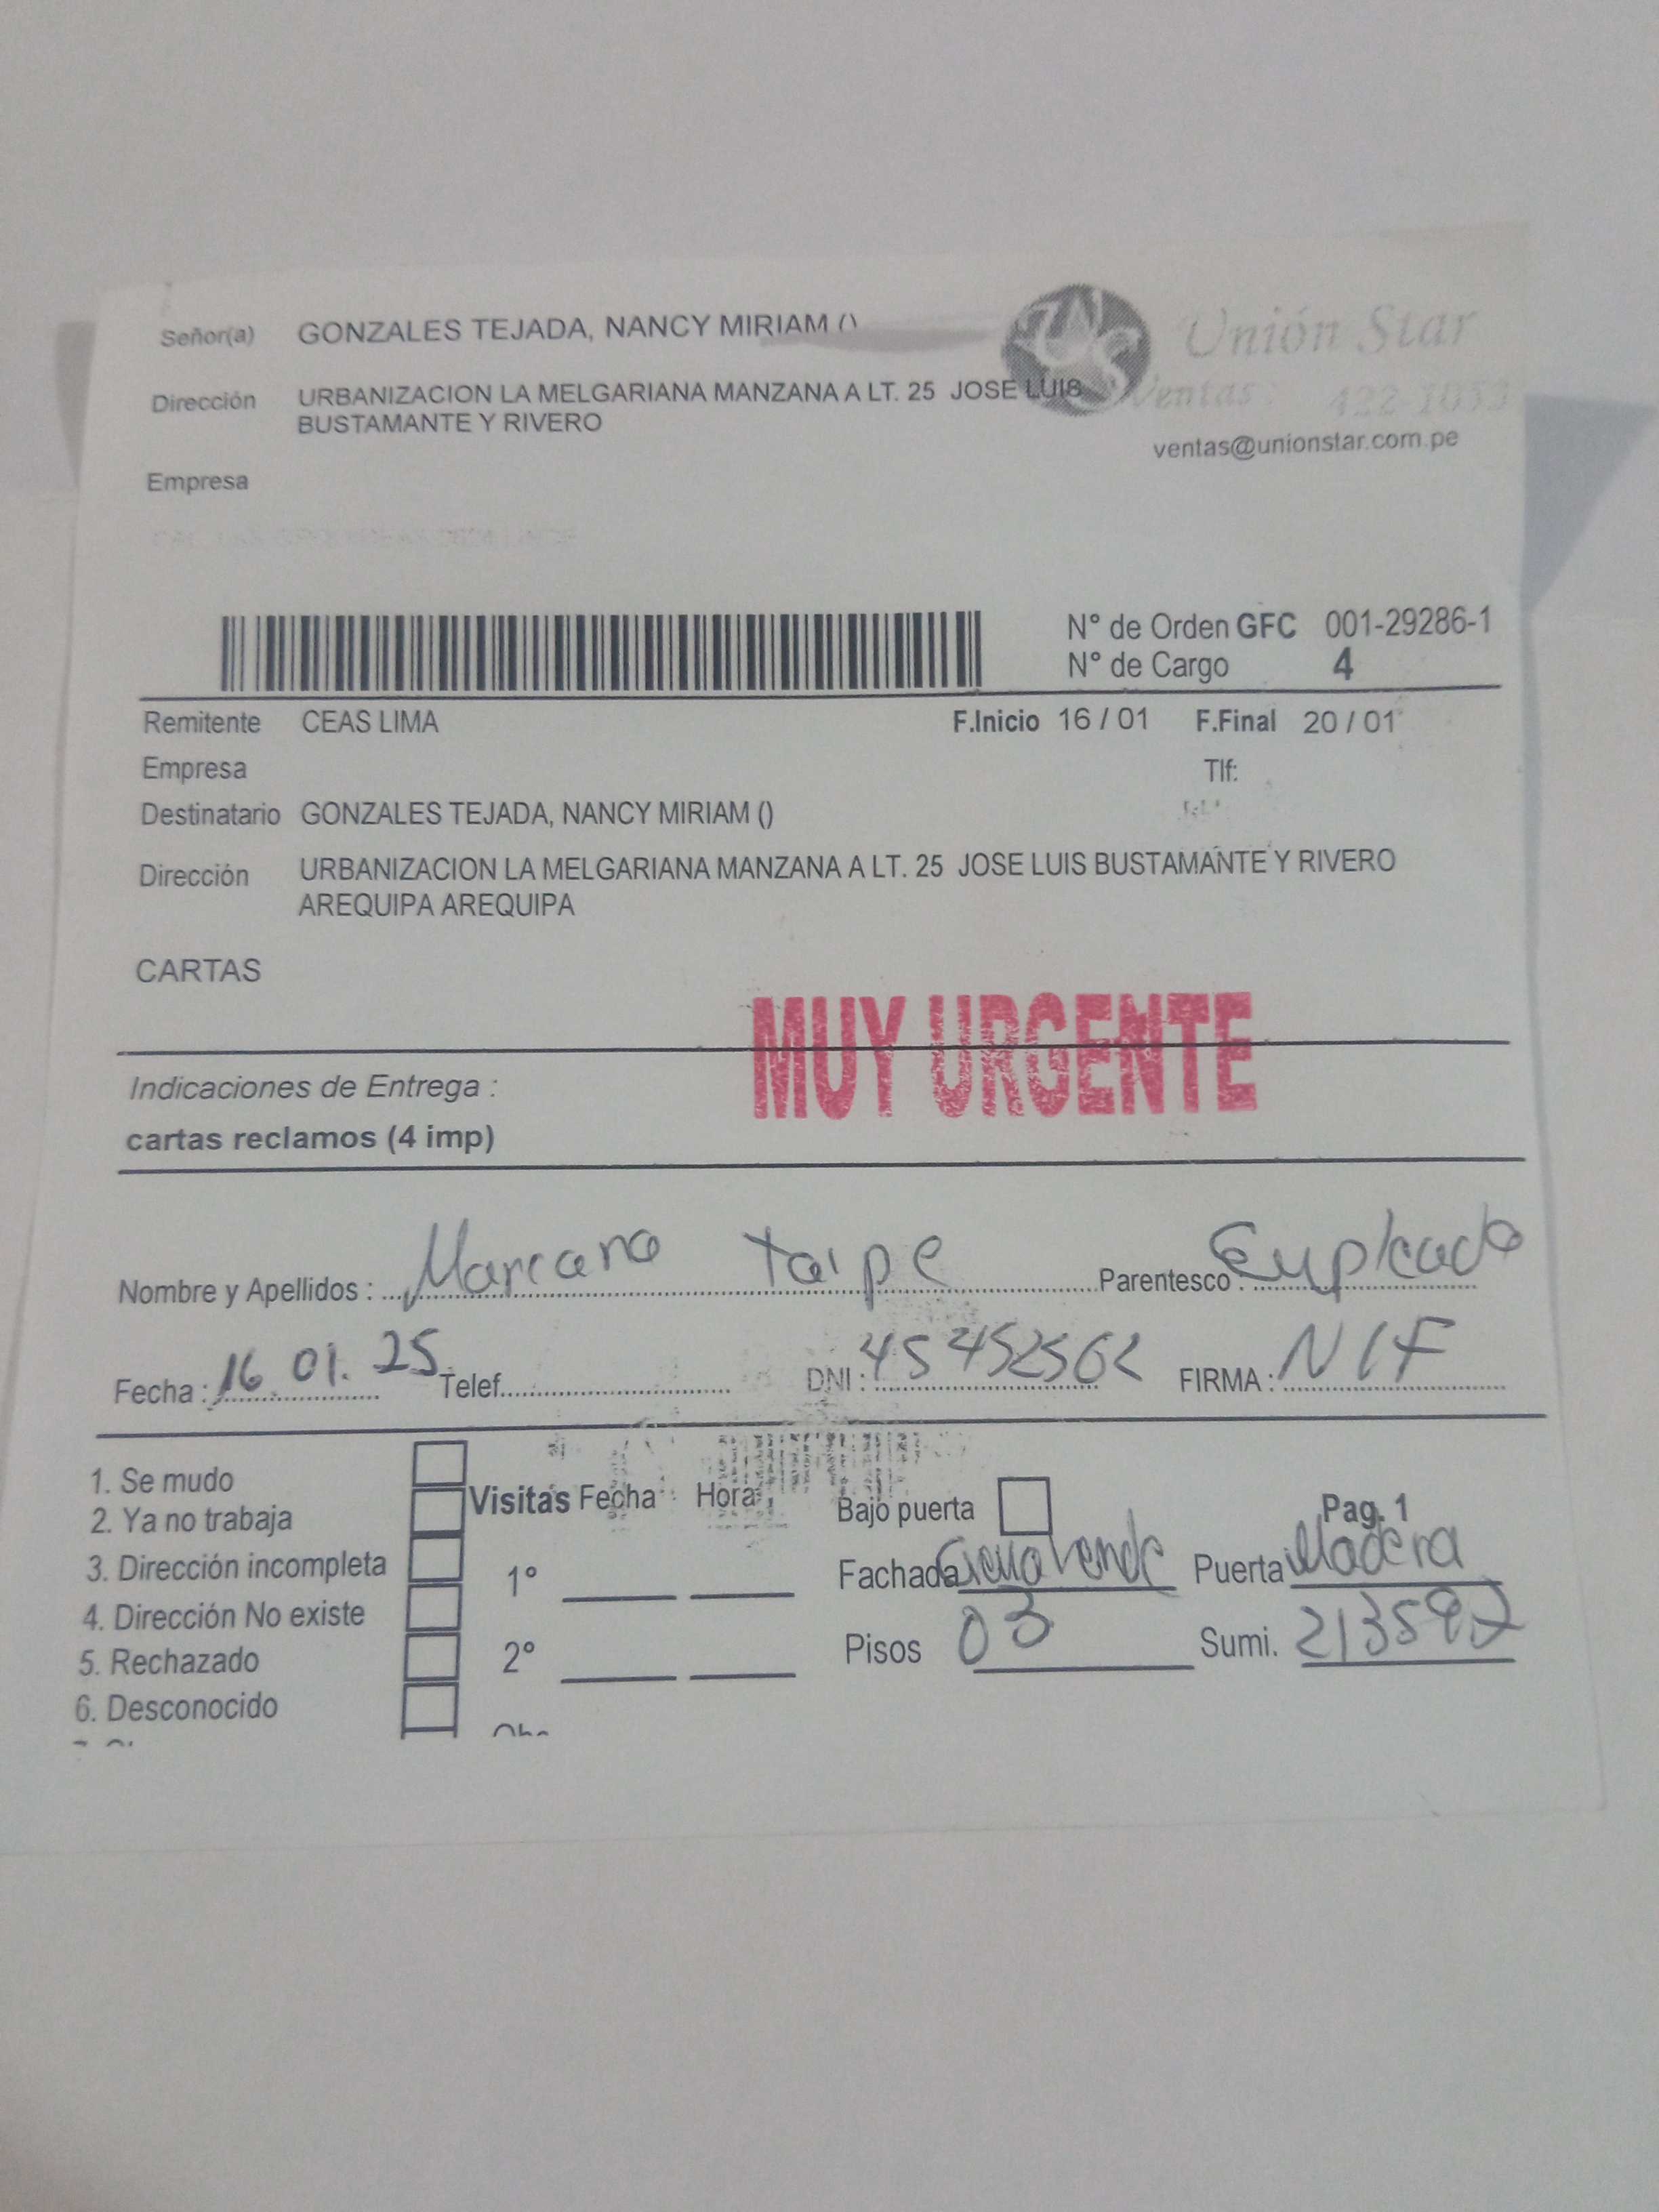 Señor(a) GONZALES TEJADA, NANCY MIRIAM ()
Unión Star
Dirección URBANIZACION LA MELGARIANA MANZANA A LT. 25 JOSE LUIS
BUSTAMANTE Y RIVERO
Ventas: 422-1033
ventas@unionstar.com.pe
Empresa
N° de Orden GFC 001-29286-1
N° de Cargo 4
Remitente CEAS LIMA F.Inicio 16 / 01 F.Final 20 / 01
Empresa Tlf:
Destinatario GONZALES TEJADA, NANCY MIRIAM ()
Dirección URBANIZACION LA MELGARIANA MANZANA A LT. 25 JOSE LUIS BUSTAMANTE Y RIVERO
AREQUIPA AREQUIPA
CARTAS
MUY URGENTE
Indicaciones de Entrega :
cartas reclamos (4 imp)
Nombre y Apellidos : Marcano Taipe Parentesco : Empleado
Fecha : 16.01.25. Telef. DNI : 45452562 FIRMA : N/F
1. Se mudo
2. Ya no trabaja
3. Dirección incompleta
4. Dirección No existe
5. Rechazado
6. Desconocido
Visitas Fecha Hora
1°
2°
Bajo puerta Pag. 1
Fachada Puerta Madera
Pisos 03 Sumi. 213597